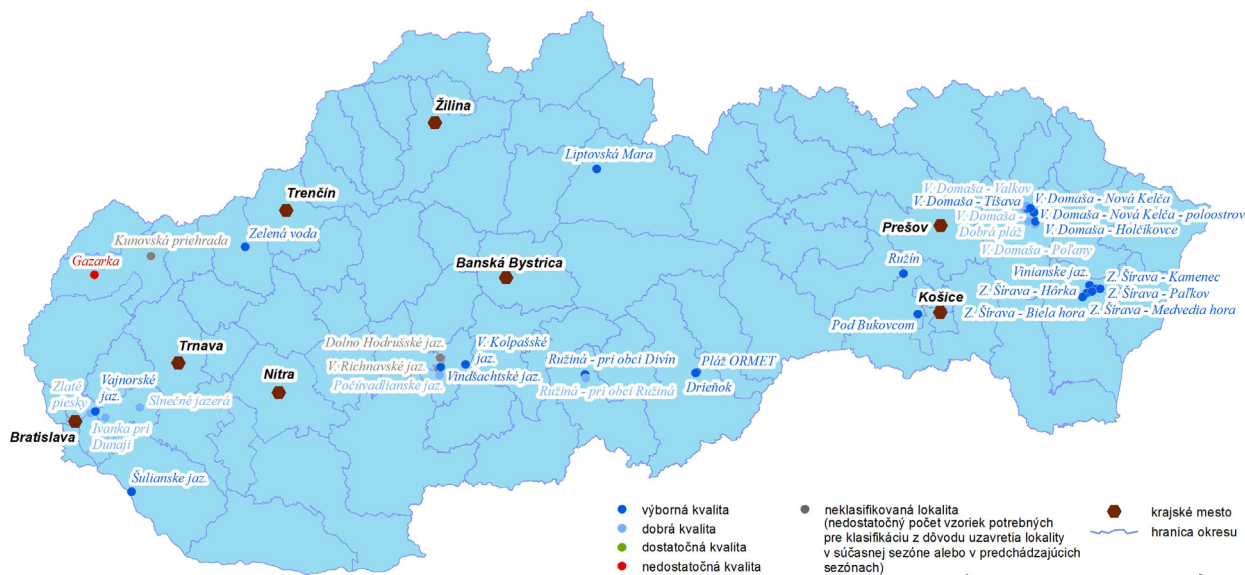 Žilina
Liptovská Mara
Trenčín
Zelená voda
Kunovská priehrada
Gazarka
Banská Bystrica
V. Domaša - Valkov
V. Domaša - Tíšava
V. Domaša - Nová Kelča
V. Domaša - Nová Kelča - poloostrov
V. Domaša -
Dobrá pláž
V. Domaša - Holčíkovce
V. Domaša - Poľany
Prešov
Ružín
Vinianske jaz.
Z. Šírava - Kamenec
Z. Šírava - Hôrka
Z. Šírava - Paľkov
Košice
Z. Šírava - Biela hora
Z. Šírava - Medvedia hora
Pod Bukovcom
Trnava
Nitra
Dolno Hodrušské jaz.
V. Kolpašské
jaz.
V. Richnavské jaz.
Vindšachtské jaz.
Počúvadlianske jaz.
Ružiná - pri obci Divín
Ružiná - pri obci Ružiná
Pláž ORMET
Drieňok
Zlaté
piesky
Vajnorské
jaz.
Slnečné jazerá
Ivanka pri
Dunaji
Bratislava
Šulianske jaz.
výborná kvalita
dobrá kvalita
dostatočná kvalita
nedostatočná kvalita
neklasifikovaná lokalita
(nedostatočný počet vzoriek potrebných
pre klasifikáciu z dôvodu uzavretia lokality
v súčasnej sezóne alebo v predchádzajúcich
sezónach)
krajské mesto
hranica okresu